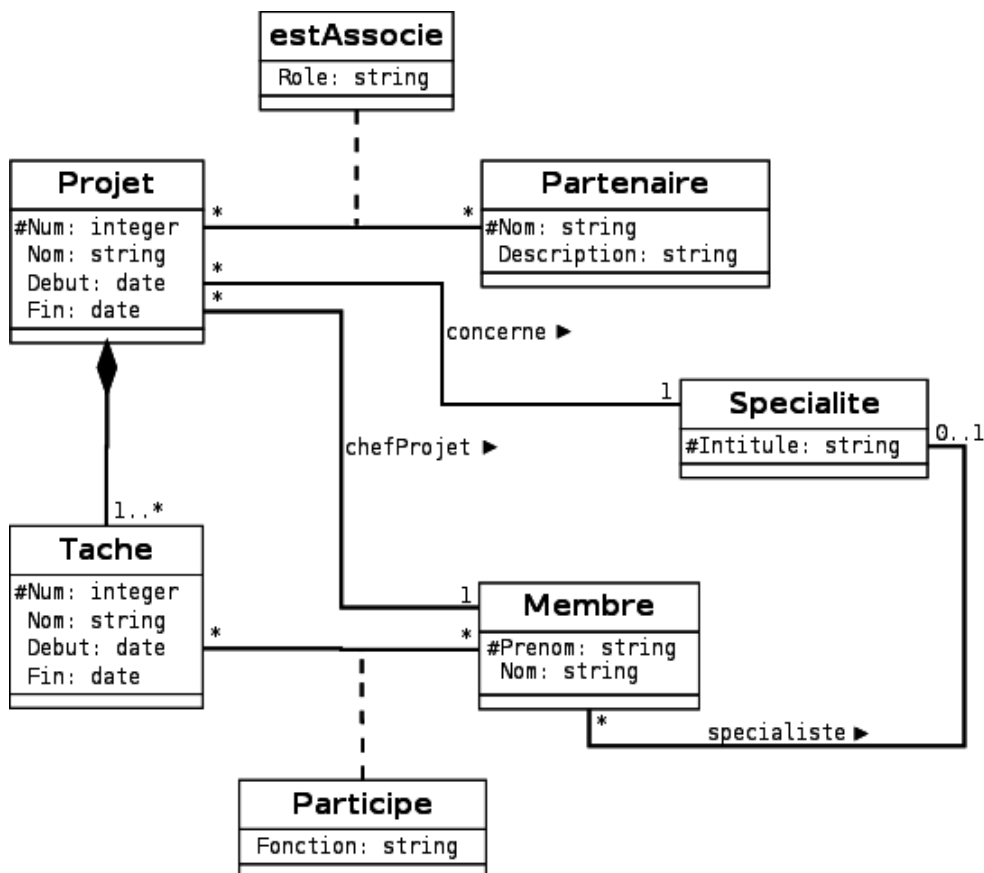 estAssocie
Role: string
Projet
#Num: integer
Nom: string
Debut: date
Fin: date
*
*
*
*
Partenaire
#Nom: string
Description: string
concerne ►
1
Specialite
#Intitule: string
0..1
chefProjet ►
1..*
Tache
#Num: integer
Nom: string
Debut: date
Fin: date
*
1
*
Membre
#Prenom: string
Nom: string
*
specialiste ►
Participe
Fonction: string